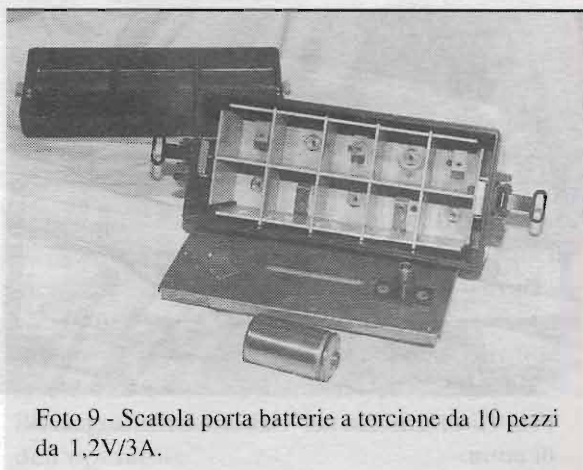 Foto 9 - Scatola porta batterie a torcione da 10 pezzi
da 1,2V/3A.